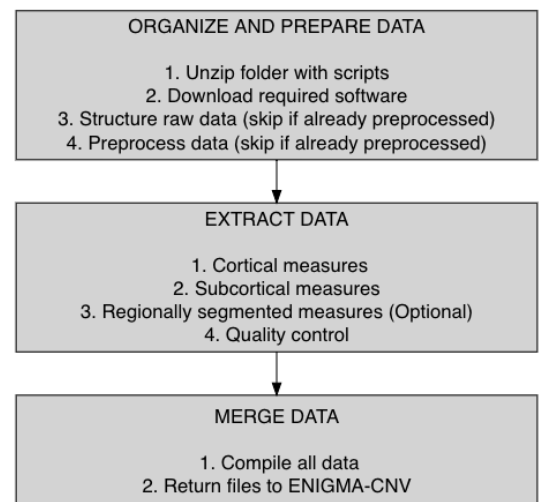 ORGANIZE AND PREPARE DATA
1. Unzip folder with scripts
2. Download required software
3. Structure raw data (skip if already preprocessed)
4. Preprocess data (skip if already preprocessed)
EXTRACT DATA
1. Cortical measures
2. Subcortical measures
3. Regionally segmented measures (Optional)
4. Quality control
MERGE DATA
1. Compile all data
2. Return files to ENIGMA-CNV